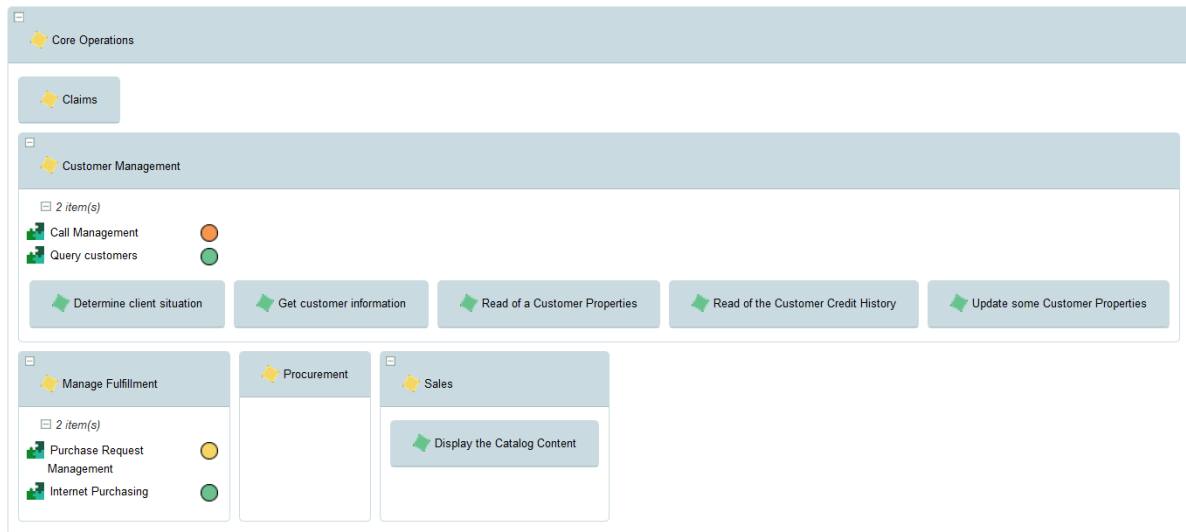 Core Operations
Claims
Customer Management
2 item(s)
Call Management
Query customers
Determine client situation
Get customer information
Read of a Customer Properties
Read of the Customer Credit History
Update some Customer Properties
Manage Fulfillment
2 item(s)
Purchase Request
Management
Internet Purchasing
Procurement
Sales
Display the Catalog Content